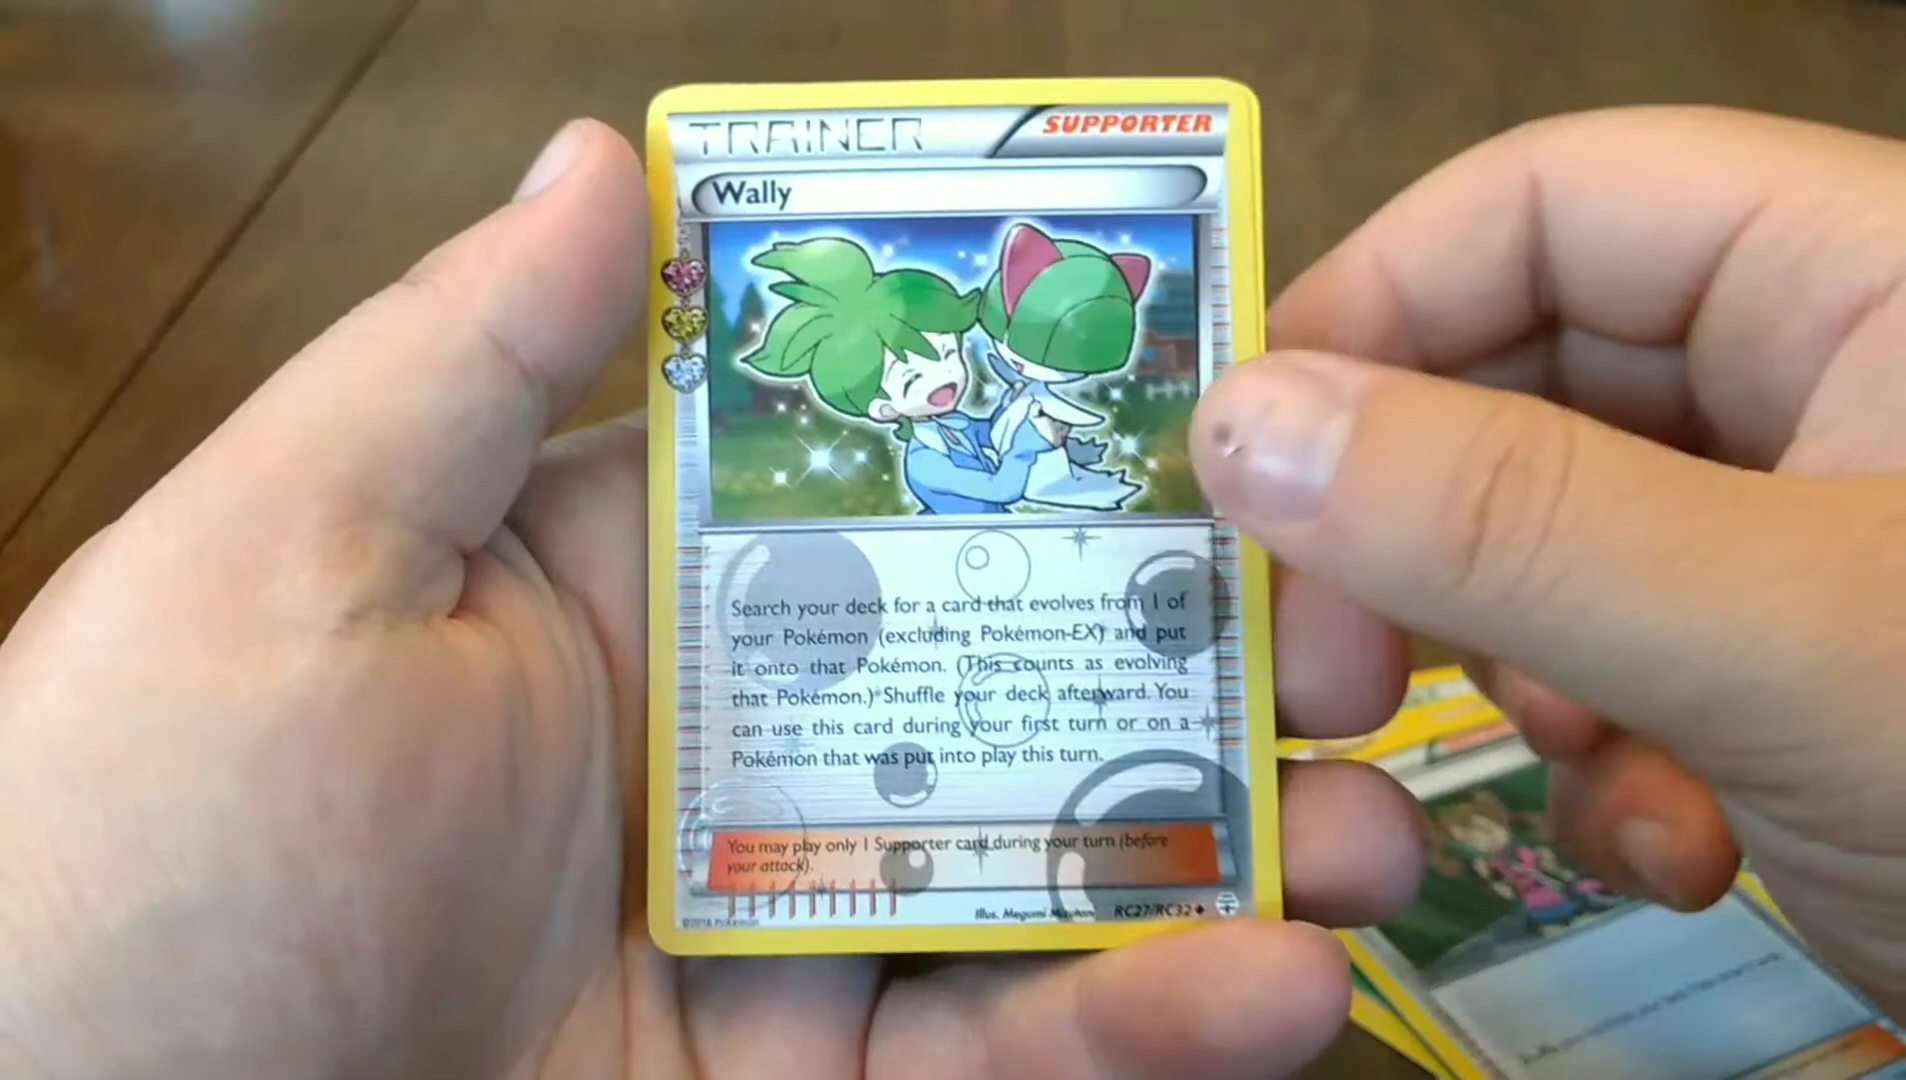 TRAINER
SUPPORTER
Wally
Search your deck for a card that evolves from 1 of
your Pokémon (excluding Pokémon-EX) and put
it onto that Pokémon. (This counts as evolving
that Pokémon.) Shuffle your deck afterward. You
can use this card during your first turn or on a
Pokémon that was put into play this turn.
You may play only 1 Supporter card during your turn (before
your attack).
©2016 Pokémon
Illus. Megumi Mizutani
RC27/RC32